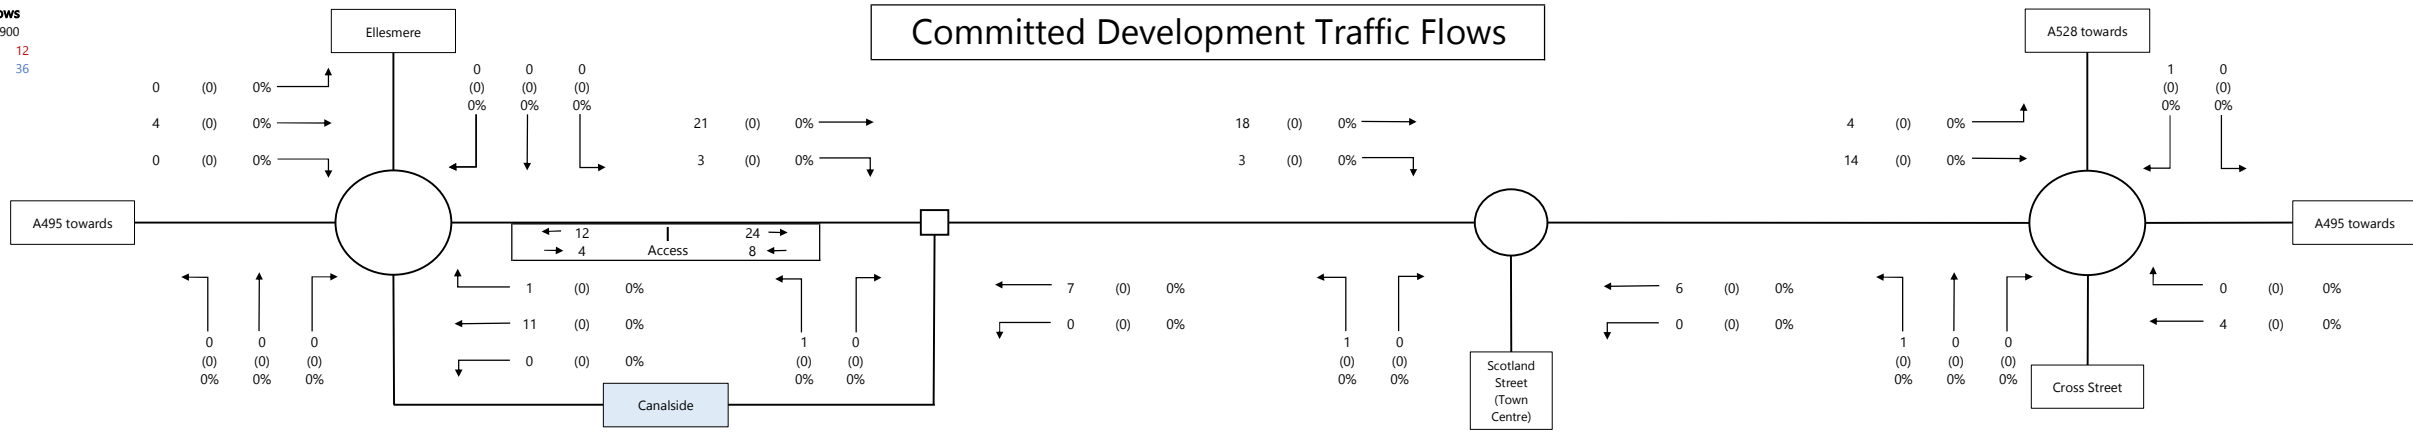 ows
900
12
36
Committed Development Traffic Flows
Ellesmere
A528 towards
0 0 0
(0) (0) (0)
0% 0% 0%
1 0
(0) (0)
0% 0%
0 (0) 0%
4 (0) 0%
0 (0) 0%
21 (0) 0%
3 (0) 0%
18 (0) 0%
3 (0) 0%
4 (0) 0%
14 (0) 0%
A495 towards
A495 towards
12 24
4 Access 8
0 0 0
(0) (0) (0)
0% 0% 0%
1 (0) 0%
11 (0) 0%
0 (0) 0%
1 0
(0) (0)
0% 0%
7 (0) 0%
0 (0) 0%
1 0
(0) (0)
0% 0%
6 (0) 0%
0 (0) 0%
1 0 0
(0) (0) (0)
0% 0% 0%
0 (0) 0%
4 (0) 0%
Canalside
Scotland
Street
(Town
Centre)
Cross Street